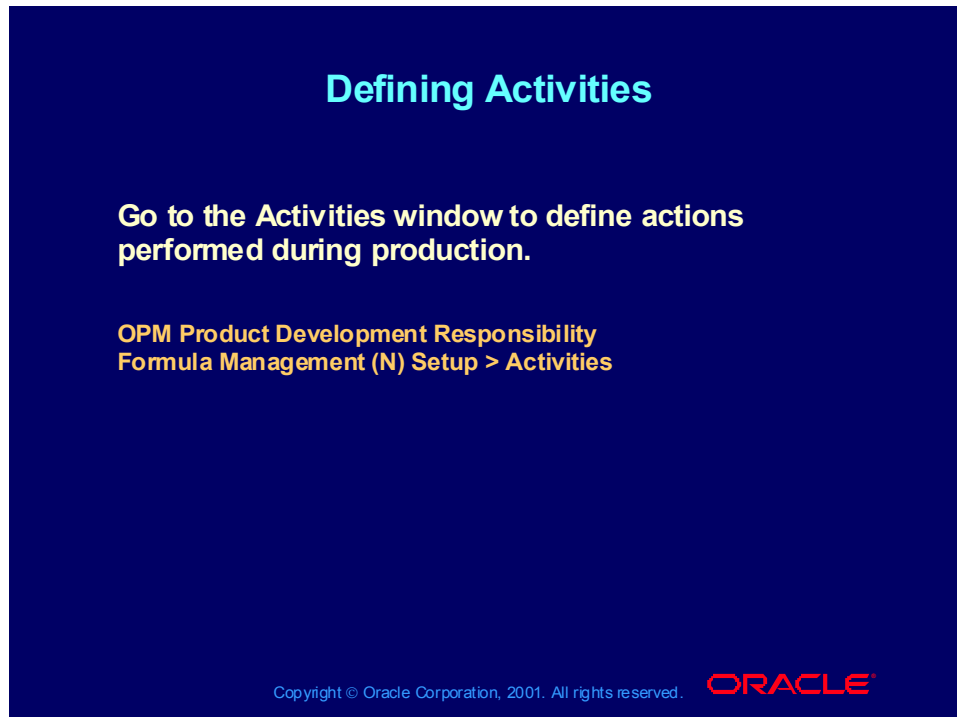 Defining Activities
Go to the Activities window to define actions
performed during production.
OPM Product Development Responsibility
Formula Management (N) Setup > Activities
Copyright © Oracle Corporation, 2001. All rights reserved.
ORACLE®